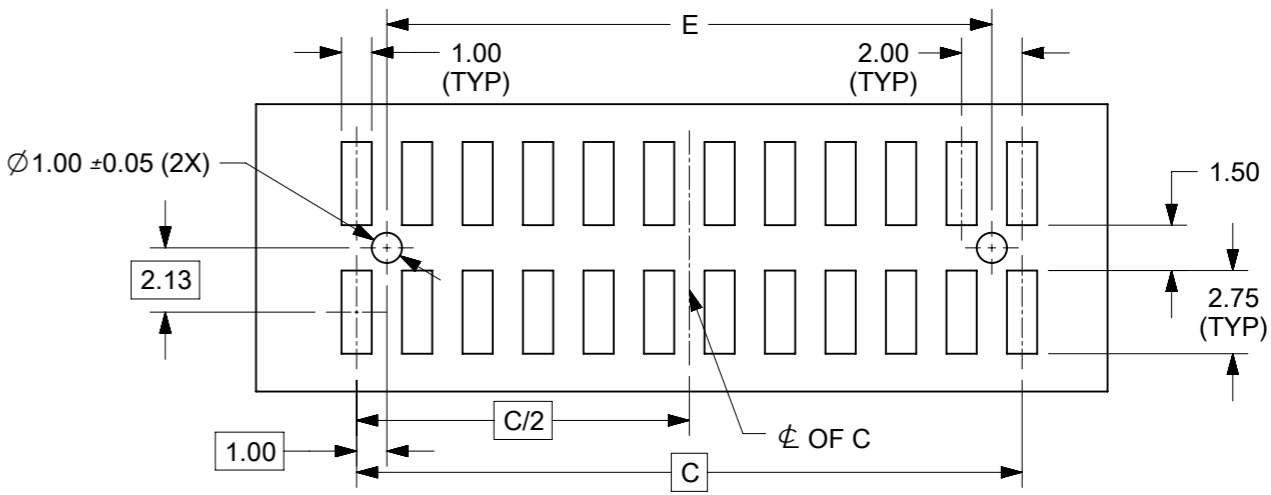 E
1.00
(TYP)
2.00
(TYP)
Ø1.00 ±0.05 (2X)
1.50
2.13
2.75
(TYP)
C/2
℄ OF C
1.00
C